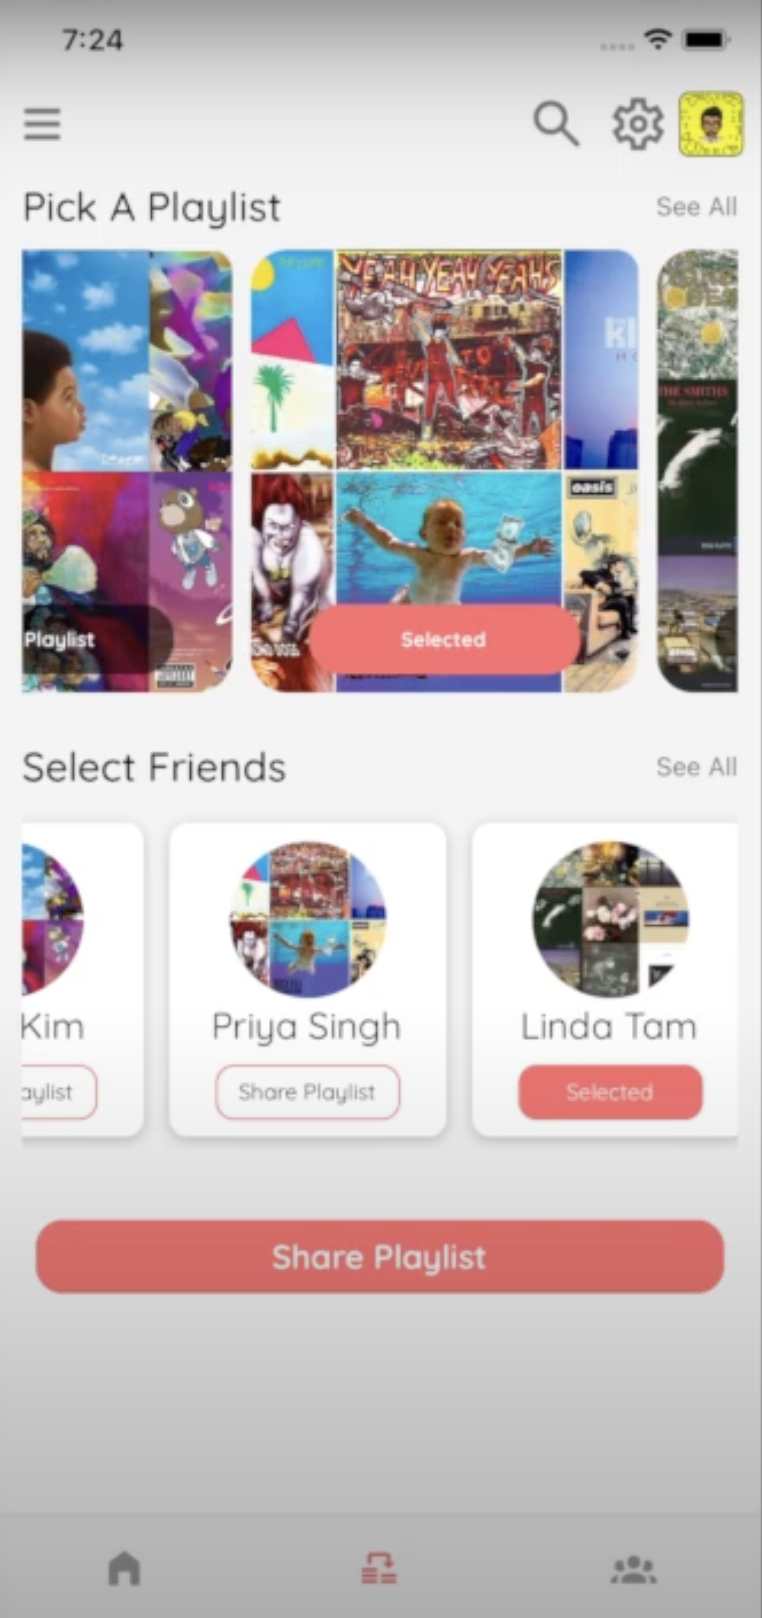 7:24
Pick A Playlist
See All
YEAH YEAH YEAHS
THE SMITHS
oasis
Playlist
Selected
Select Friends
See All
Kim
Priya Singh
Linda Tam
aylist
Share Playlist
Selected
Share Playlist